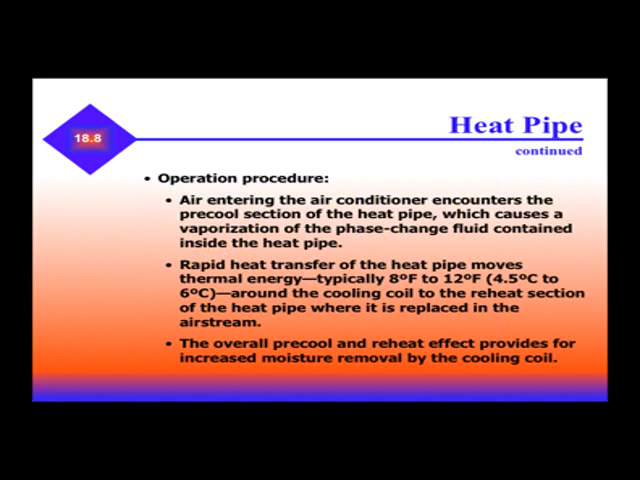 18.8
Heat Pipe
continued
• Operation procedure:
• Air entering the air conditioner encounters the
precool section of the heat pipe, which causes a
vaporization of the phase-change fluid contained
inside the heat pipe.
• Rapid heat transfer of the heat pipe moves
thermal energy—typically 8ºF to 12ºF (4.5ºC to
6ºC)—around the cooling coil to the reheat section
of the heat pipe where it is replaced in the
airstream.
• The overall precool and reheat effect provides for
increased moisture removal by the cooling coil.